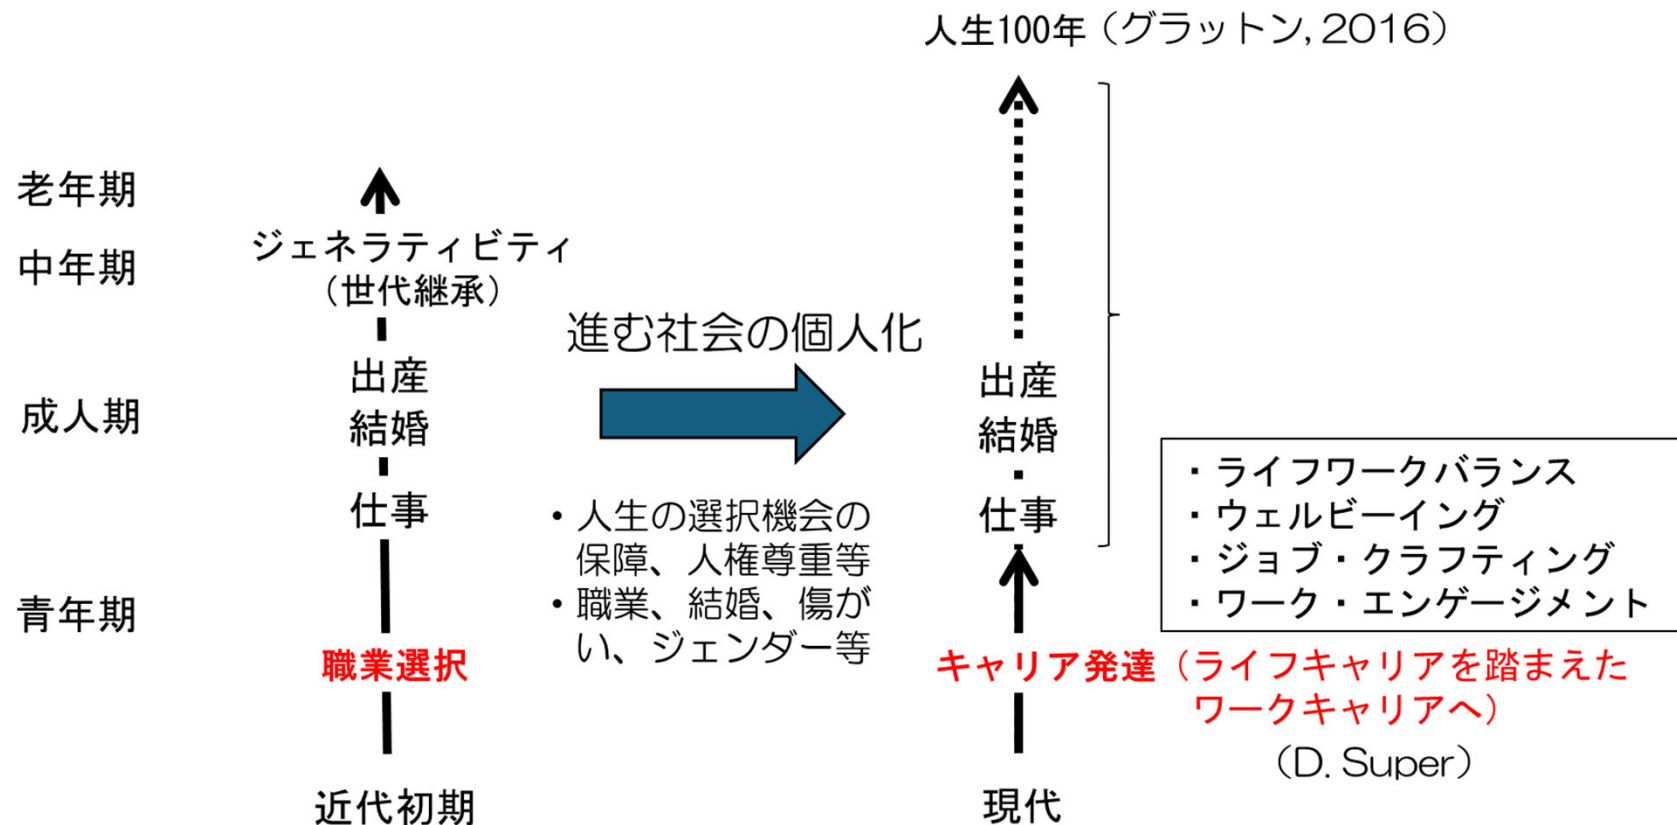 人生100年（グラットン, 2016）
老年期
中年期
成人期
青年期
ジェネラティビティ
（世代継承）
出産
結婚
仕事
職業選択
近代初期
進む社会の個人化
・人生の選択機会の
保障、人権尊重等
・職業、結婚、傷が
い、ジェンダー等
出産
結婚
仕事
・ライフワークバランス
・ウェルビーイング
・ジョブ・クラフティング
・ワーク・エンゲージメント
キャリア発達（ライフキャリアを踏まえた
ワークキャリアへ）
（D. Super）
現代